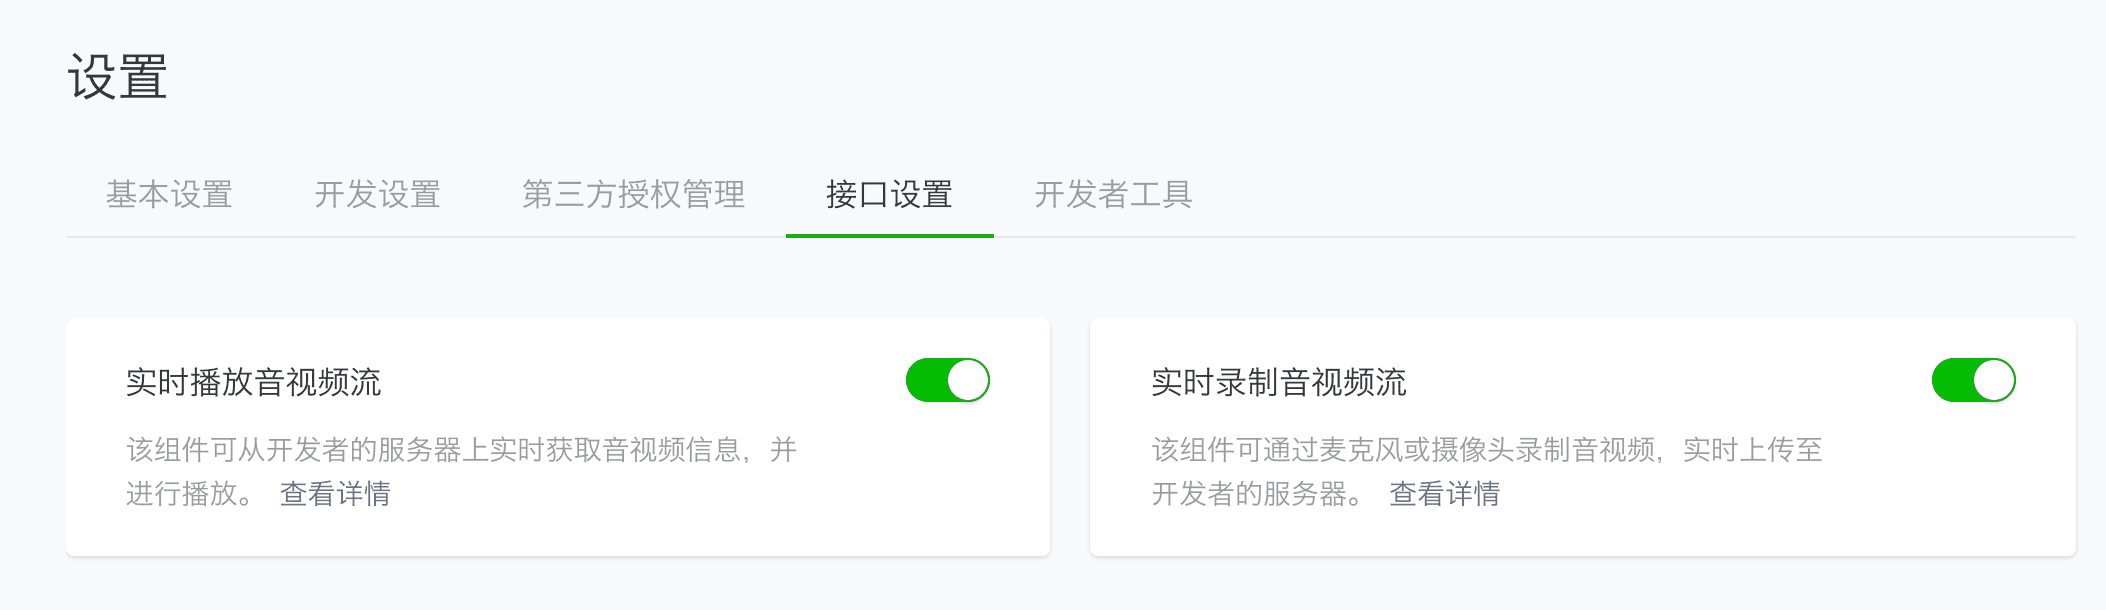 设置
基本设置 开发设置 第三方授权管理 接口设置 开发者工具
实时播放音视频流
该组件可从开发者的服务器上实时获取音视频信息，并
进行播放。 查看详情
实时录制音视频流
该组件可通过麦克风或摄像头录制音视频，实时上传至
开发者的服务器。 查看详情